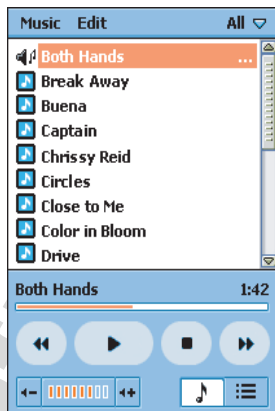 Music Edit All
Both Hands ...
Break Away
Buena
Captain
Chrissy Reid
Circles
Close to Me
Color in Bloom
Drive
Both Hands 1:42